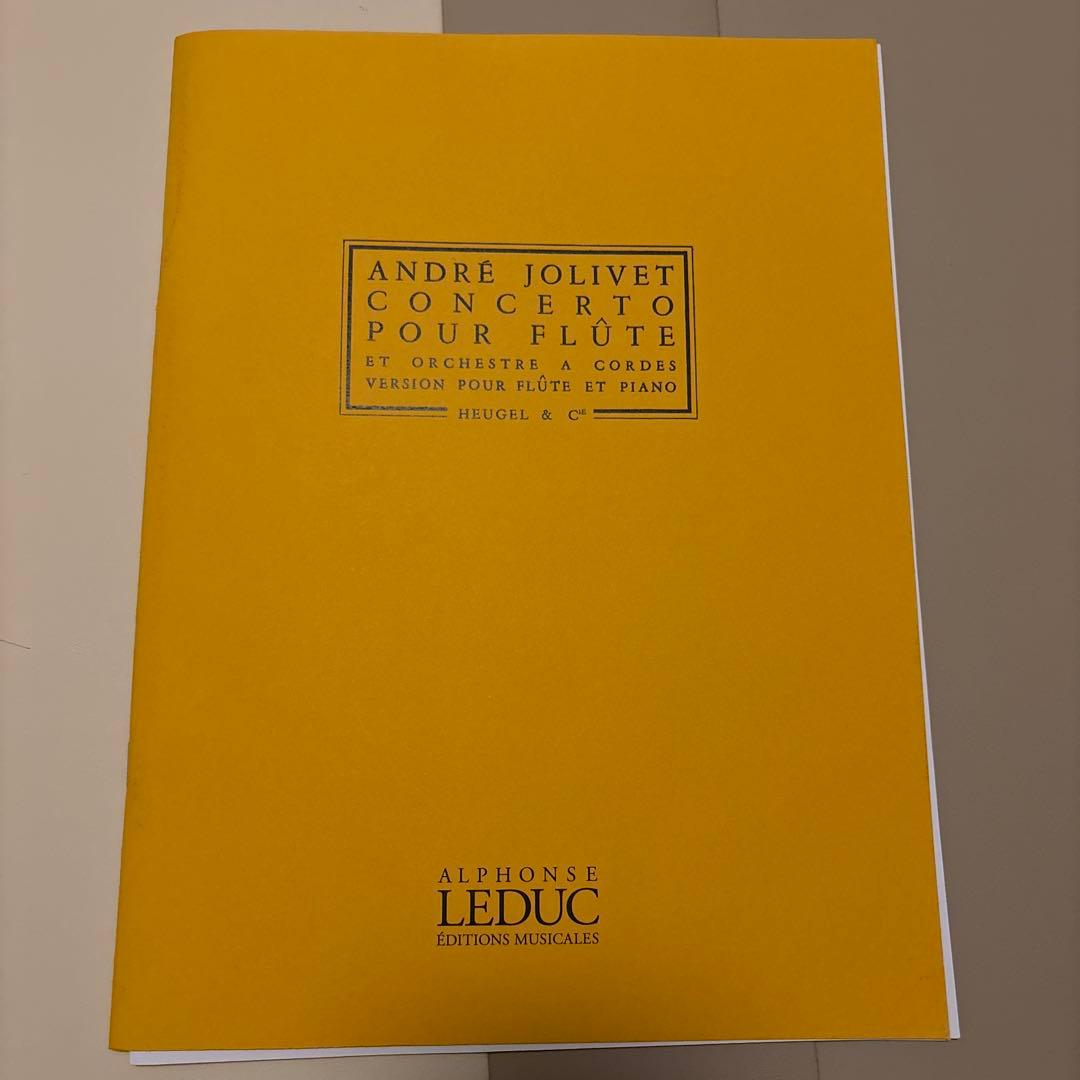 ANDRÉ JOLIVET
CONCERTO
POUR FLÛTE
ET ORCHESTRE A CORDES
VERSION POUR FLÛTE ET PIANO
HEUGEL & CIE
ALPHONSE
LEDUC
ÉDITIONS MUSICALES